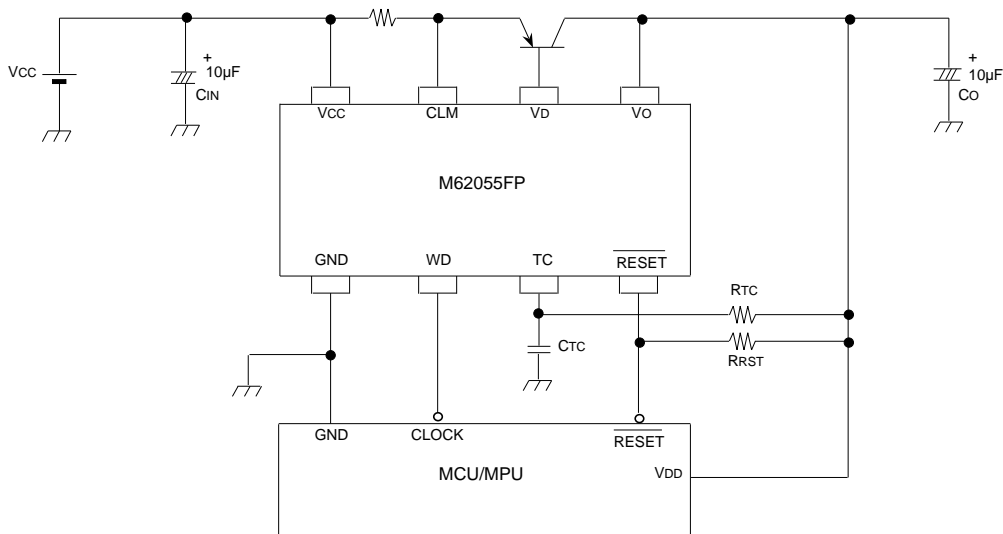 +
10µF
CIN
VCC
+
10µF
CO
VCC
CLM
VD
VO
M62055FP
GND
WD
TC
RESET
RTC
CTC
RRST
GND
CLOCK
RESET
MCU/MPU
VDD